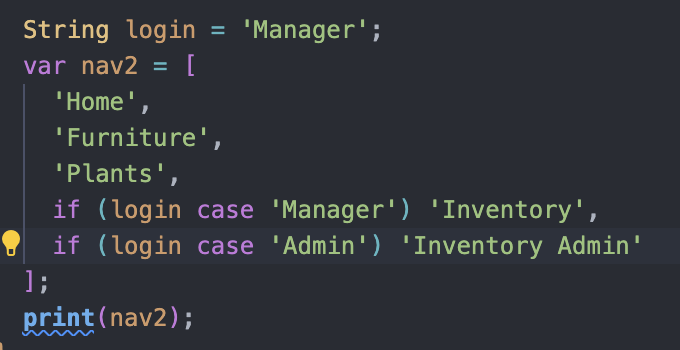 String login = 'Manager';
var nav2 = [
'Home',
'Furniture',
'Plants',
if (login case 'Manager') 'Inventory',
if (login case 'Admin') 'Inventory Admin'
];
print(nav2);